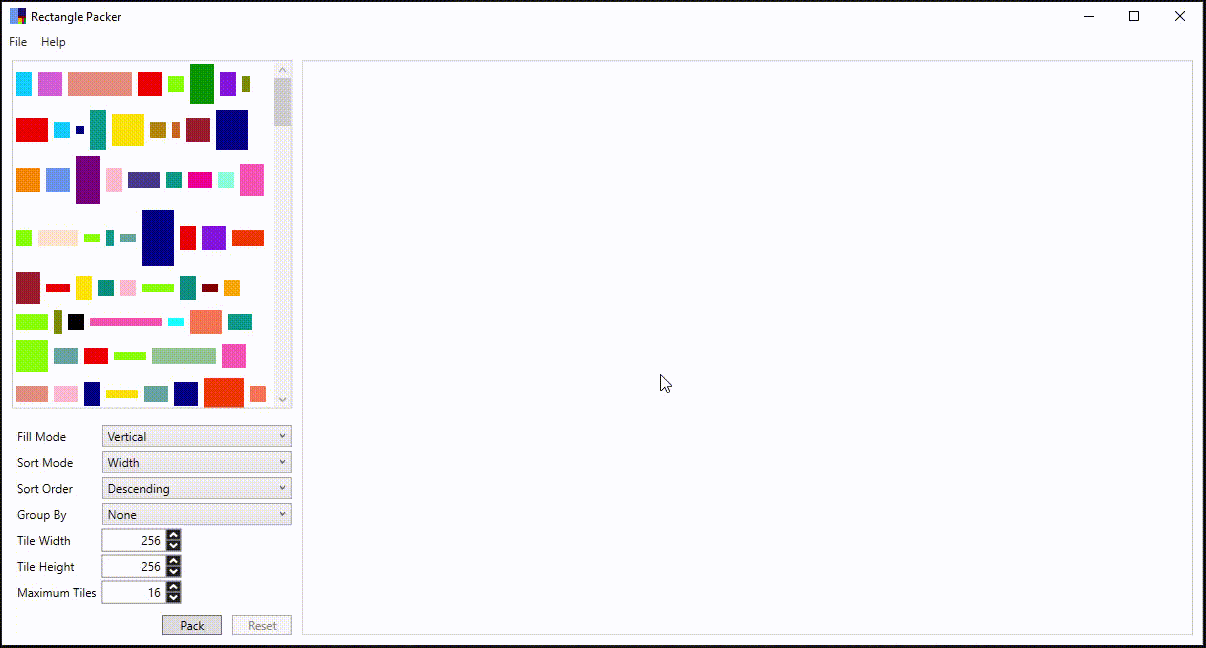 Rectangle Packer
File Help
Fill Mode Vertical
Sort Mode Width
Sort Order Descending
Group By None
Tile Width 256
Tile Height 256
Maximum Tiles 16
Pack Reset